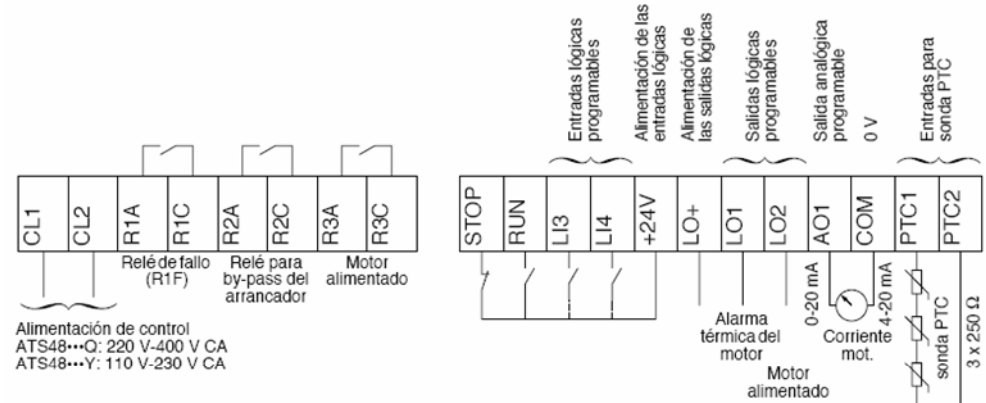 Entradas lógicas
programables
Alimentación de las
entradas lógicas
Alimentación de
las salidas lógicas
Salidas lógicas
programables
Salida analógica
programable
0 V
Entradas para
sonda PTC
CL1
CL2
R1A
R1C
R2A
R2C
R3A
R3C
STOP
RUN
LI3
LI4
+24V
LO+
LO1
LO2
AO1
COM
PTC1
PTC2
Relé de fallo
(R1F)
Relé para
by-pass del
arrancador
Motor
alimentado
Alimentación de control
ATS48•••Q: 220 V-400 V CA
ATS48•••Y: 110 V-230 V CA
Alarma
térmica del
motor
Motor
alimentado
0-20 mA
4-20 mA
Corriente
mot.
sonda PTC
3 x 250 Ω